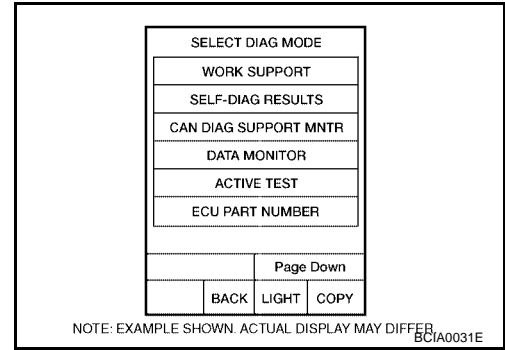 SELECT DIAG MODE
WORK SUPPORT
SELF-DIAG RESULTS
CAN DIAG SUPPORT MNTR
DATA MONITOR
ACTIVE TEST
ECU PART NUMBER
Page Down
BACK LIGHT COPY
NOTE: EXAMPLE SHOWN. ACTUAL DISPLAY MAY DIFFER.
BCIA0031E